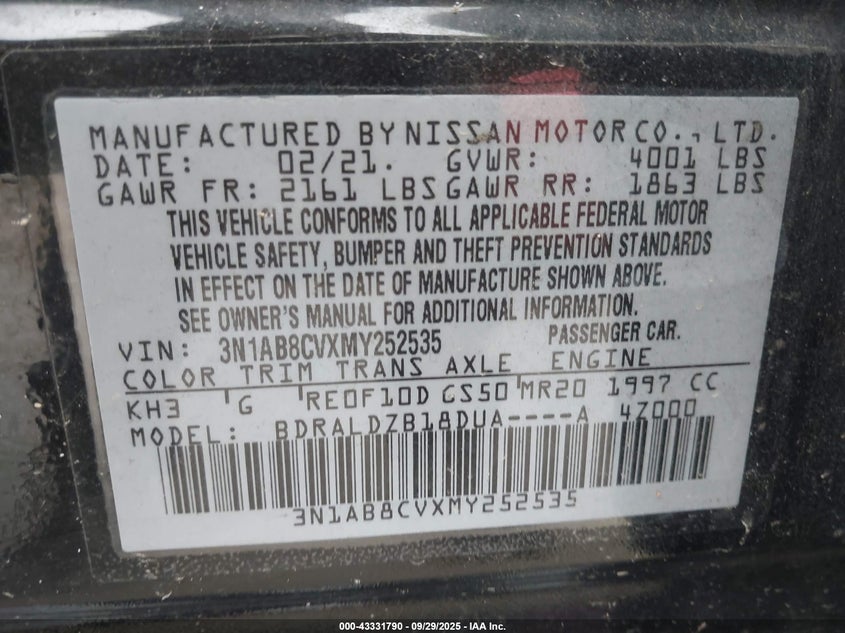 MANUFACTURED BY NISSAN MOTOR CO., LTD.
DATE: 02/21. GVWR: 4001 LBS
GAWR FR: 2161 LBS GAWR RR: 1863 LBS
THIS VEHICLE CONFORMS TO ALL APPLICABLE FEDERAL MOTOR
VEHICLE SAFETY, BUMPER AND THEFT PREVENTION STANDARDS
IN EFFECT ON THE DATE OF MANUFACTURE SHOWN ABOVE.
SEE OWNER'S MANUAL FOR ADDITIONAL INFORMATION.
VIN: 3N1AB8CVXMY252535 PASSENGER CAR.
COLOR TRIM TRANS AXLE ENGINE
KH3 G RE0F10D GS50 MR20 1997 CC
MODEL: BDRALDZB18DUA----A 4Z000
3N1AB8CVXMY252535
000-43331790 - 09/29/2025 - IAA, Inc.